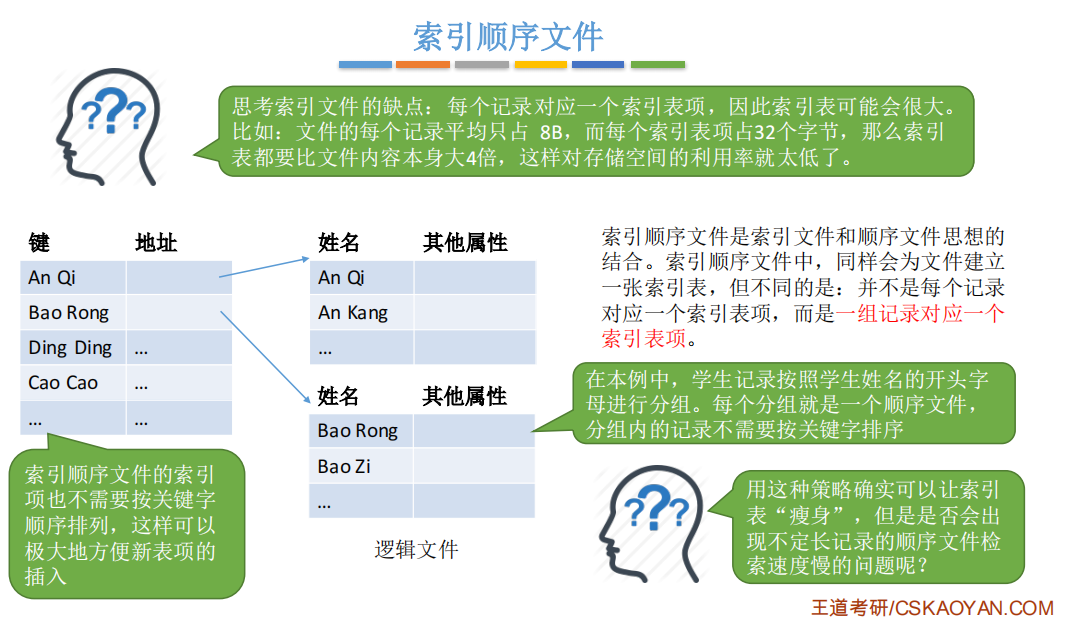 索引顺序文件
???
思考索引文件的缺点：每个记录对应一个索引表项，因此索引表可能会很大。
比如：文件的每个记录平均只占 8B，而每个索引表项占32个字节，那么索引
表都要比文件内容本身大4倍，这样对存储空间的利用率就太低了。
键 地址
An Qi
Bao Rong
Ding Ding …
Cao Cao …
… …
索引顺序文件的索引
项也不需要按关键字
顺序排列，这样可以
极大地方便新表项的
插入
姓名 其他属性
An Qi
An Kang
…
姓名 其他属性
Bao Rong
Bao Zi
…
逻辑文件
索引顺序文件是索引文件和顺序文件思想的
结合。索引顺序文件中，同样会为文件建立
一张索引表，但不同的是：并不是每个记录
对应一个索引表项，而是一组记录对应一个
索引表项。
在本例中，学生记录按照学生姓名的开头字
母进行分组。每个分组就是一个顺序文件，
分组内的记录不需要按关键字排序
???
用这种策略确实可以让索引
表“瘦身”，但是是否会出
现不定长记录的顺序文件检
索速度慢的问题呢？
王道考研/CSKAOYAN.COM